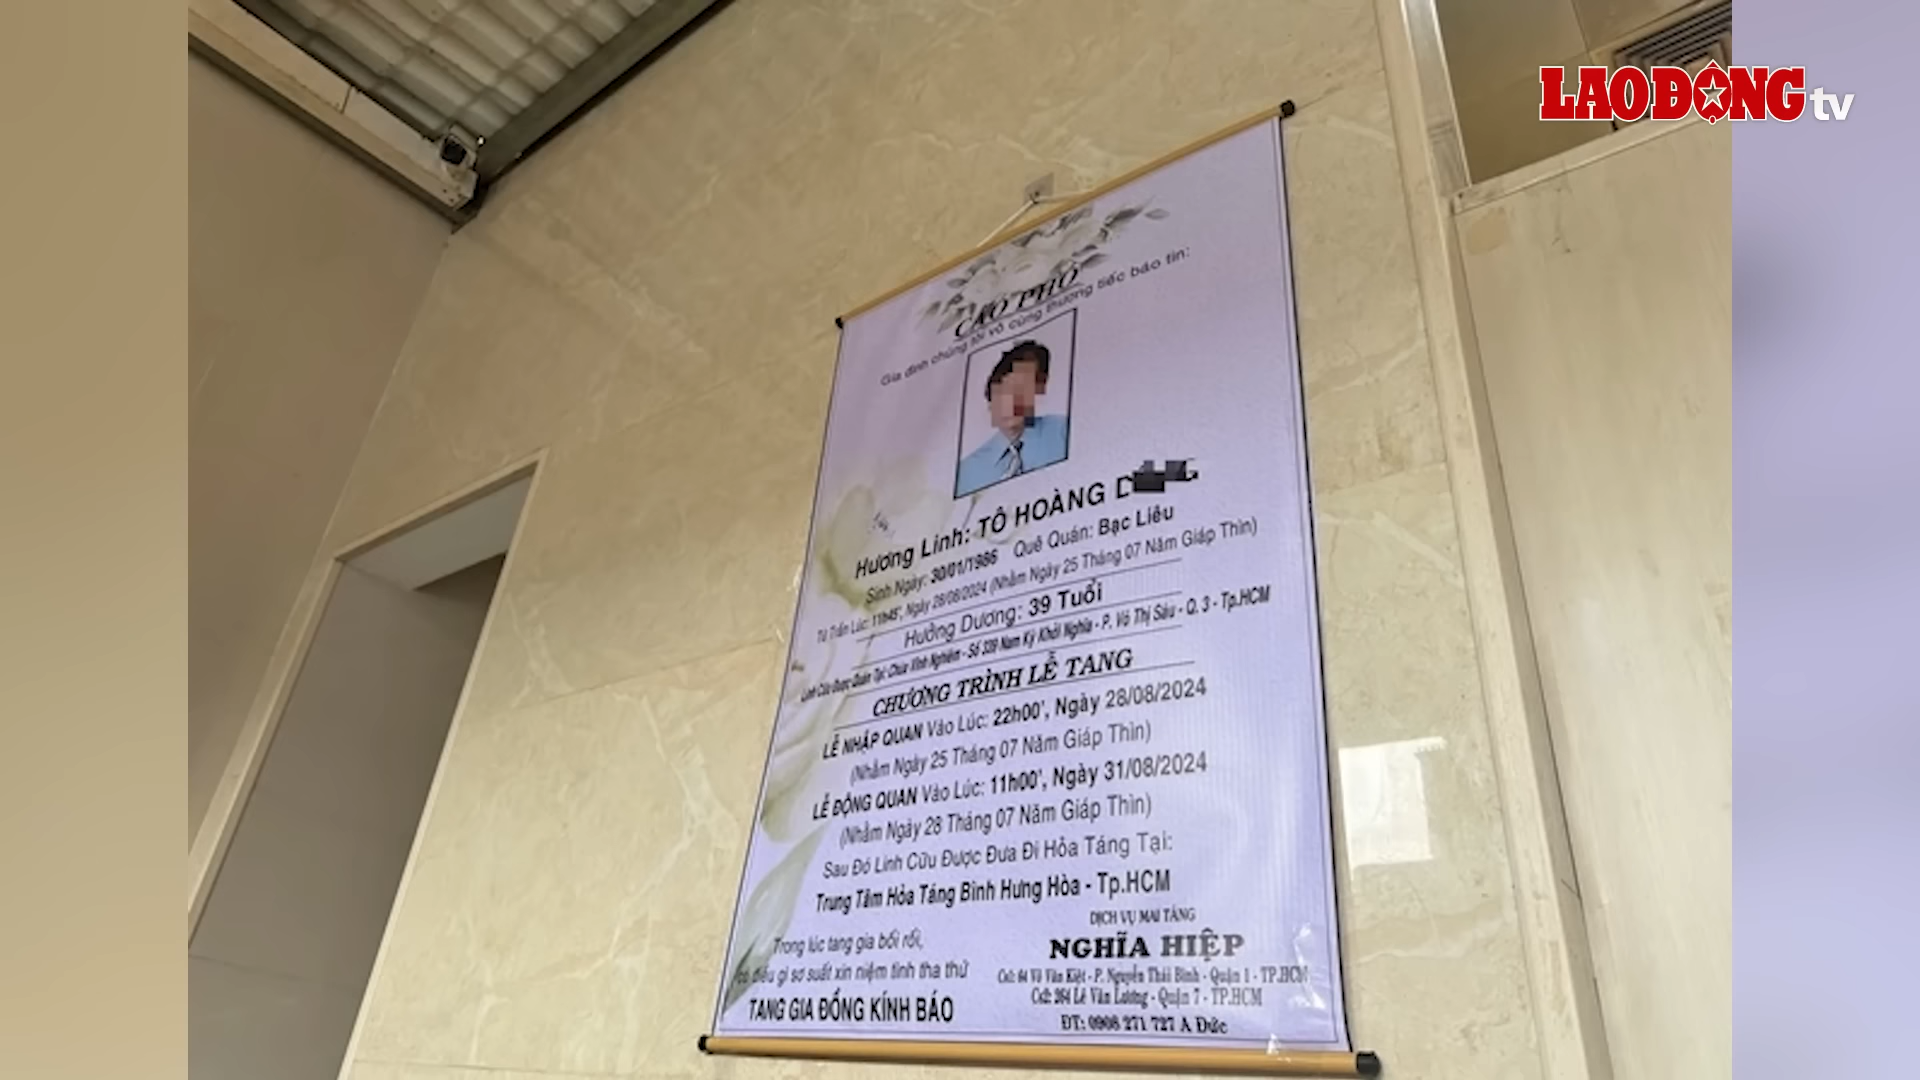 LAO ĐỘNG tv
CÁO PHÓ
Gia đình chúng tôi vô cùng thương tiếc báo tin:
Hương Linh: TÔ HOÀNG
Sinh Ngày: 30/01/1986 Quê Quán: Bạc Liêu
Từ Trần Lúc: 11h45', Ngày 28/08/2024 (Nhằm Ngày 25 Tháng 07 Năm Giáp Thìn)
Hưởng Dương: 39 Tuổi
Linh Cữu Được Quàn Tại: Chùa Vĩnh Nghiêm - Số 339 Nam Kỳ Khởi Nghĩa - P. Võ Thị Sáu - Q. 3 - Tp.HCM
CHƯƠNG TRÌNH LỄ TANG
LỄ NHẬP QUAN Vào Lúc: 22h00', Ngày 28/08/2024
(Nhằm Ngày 25 Tháng 07 Năm Giáp Thìn)
LỄ ĐỘNG QUAN Vào Lúc: 11h00', Ngày 31/08/2024
(Nhằm Ngày 28 Tháng 07 Năm Giáp Thìn)
Sau Đó Linh Cữu Được Đưa Đi Hỏa Táng Tại:
Trung Tâm Hỏa Táng Bình Hưng Hòa - Tp.HCM
Trong lúc tang gia bối rối,
có điều gì sơ suất xin niệm tình tha thứ
TANG GIA ĐỒNG KÍNH BÁO
DỊCH VỤ MAI TÁNG
NGHĨA HIỆP
Cs1: 64 Võ Văn Kiệt - P. Nguyễn Thái Bình - Quận 1 - TP.HCM
Cs2: 264 Lê Văn Lương - Quận 7 - TP.HCM
ĐT: 0908 271 727 A Đức